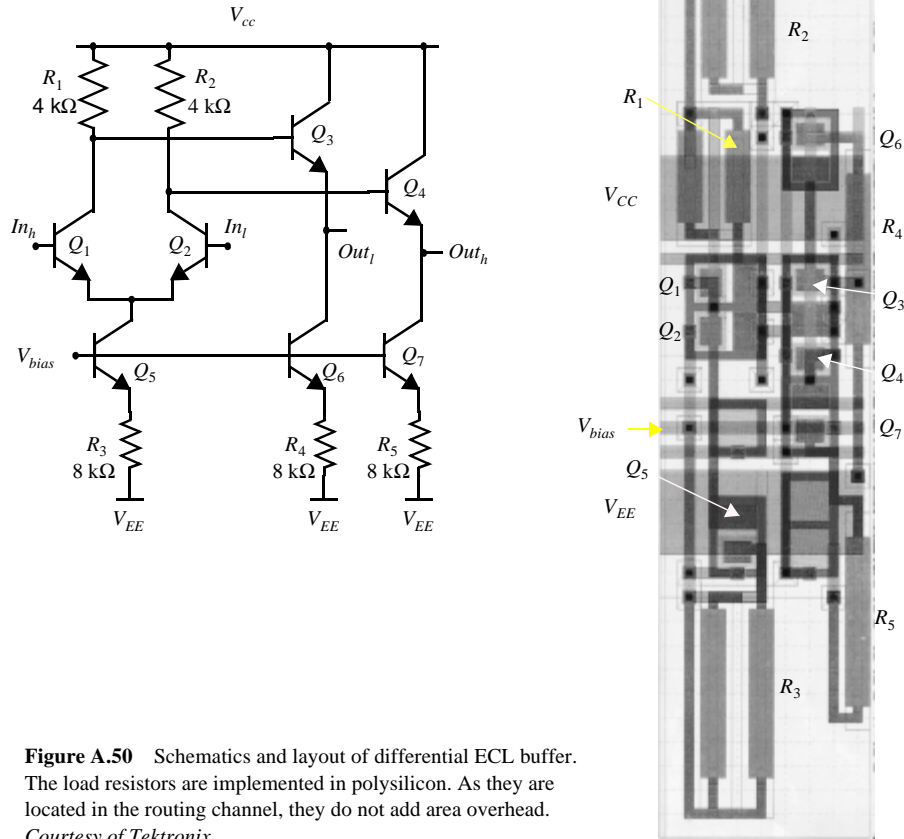 V_cc
R_1
4 kΩ
R_2
4 kΩ
Q_3
Q_4
In_h
Q_1
Q_2
In_l
Out_l
Out_h
V_bias
Q_5
Q_6
Q_7
R_3
8 kΩ
R_4
8 kΩ
R_5
8 kΩ
V_EE
V_EE
V_EE
R_2
R_1
Q_6
V_CC
R_4
Q_1
Q_3
Q_2
Q_4
V_bias
Q_7
Q_5
V_EE
R_5
R_3
Figure A.50 Schematics and layout of differential ECL buffer.
The load resistors are implemented in polysilicon. As they are
located in the routing channel, they do not add area overhead.
Courtesy of Tektronix